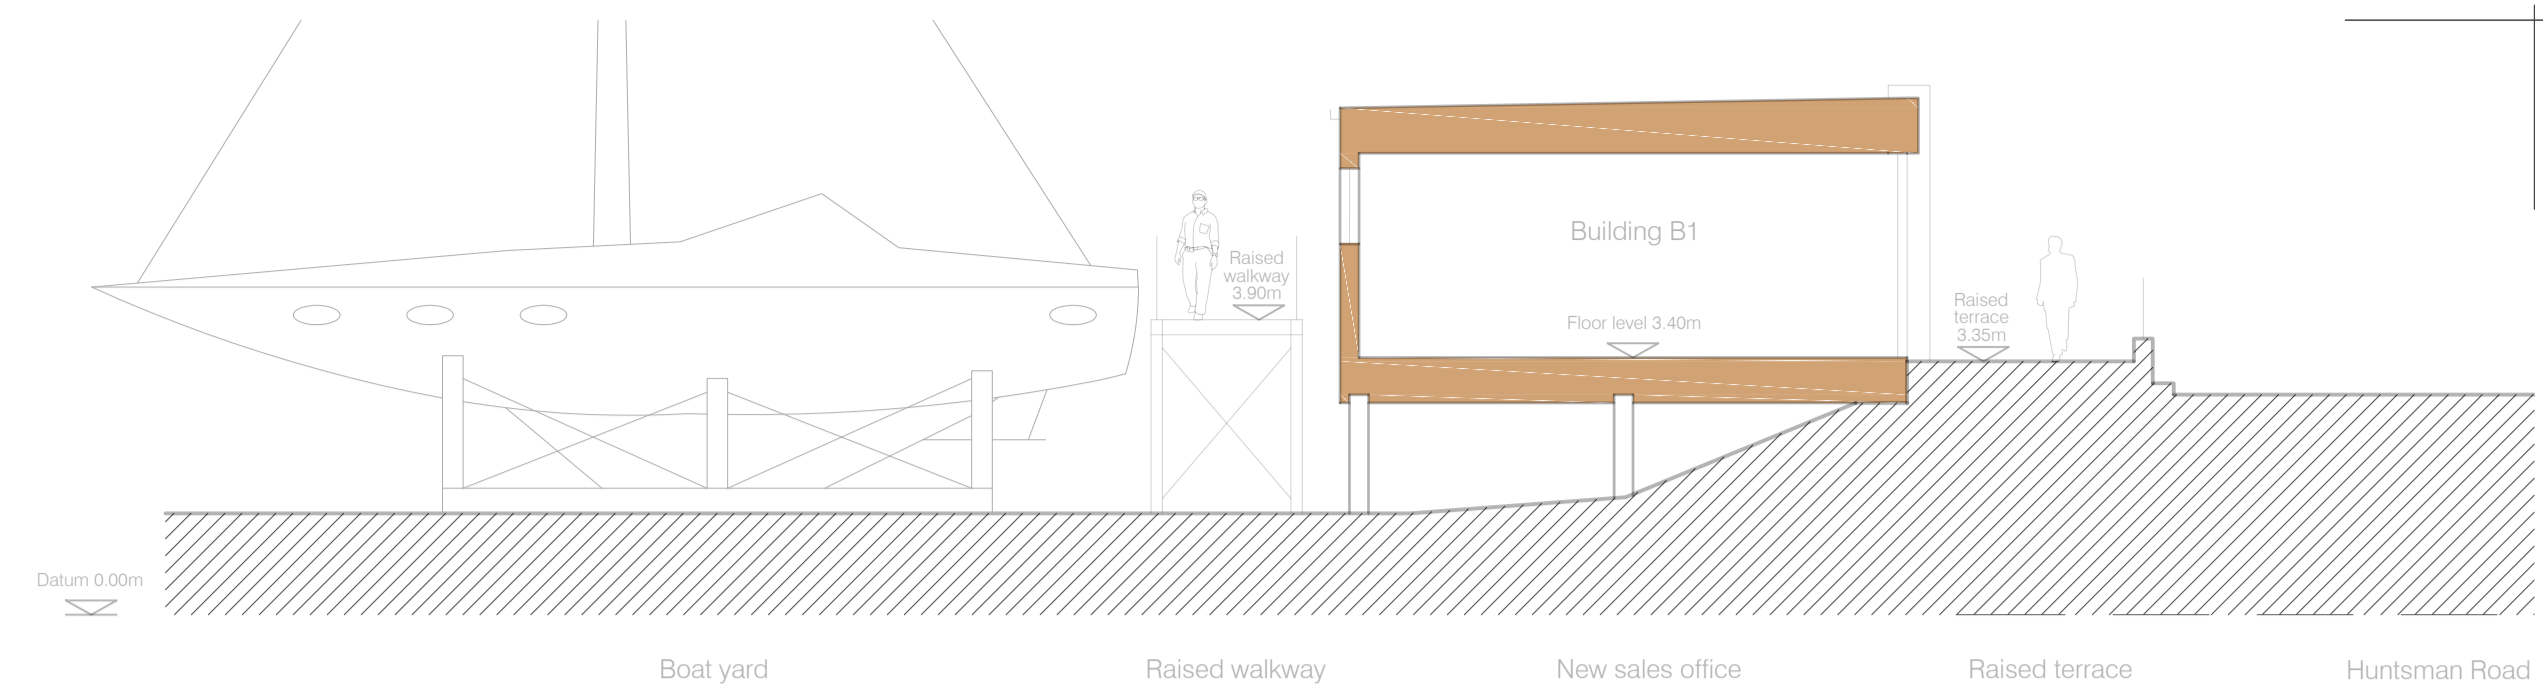 Building B1
Raised
walkway
3.90m
Raised
terrace
3.35m
Floor level 3.40m
Datum 0.00m
Boat yard
Raised walkway
New sales office
Raised terrace
Huntsman Road